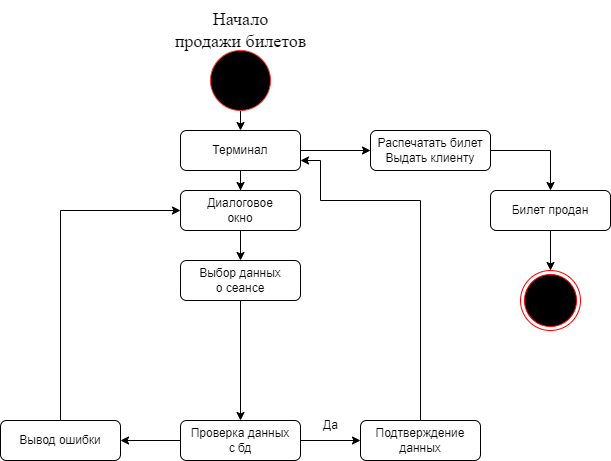 Начало
продажи билетов
Терминал
Распечатать билет
Выдать клиенту
Диалоговое
окно
Билет продан
Выбор данных
о сеансе
Вывод ошибки
Проверка данных
с бд
Да
Подтверждение
данных